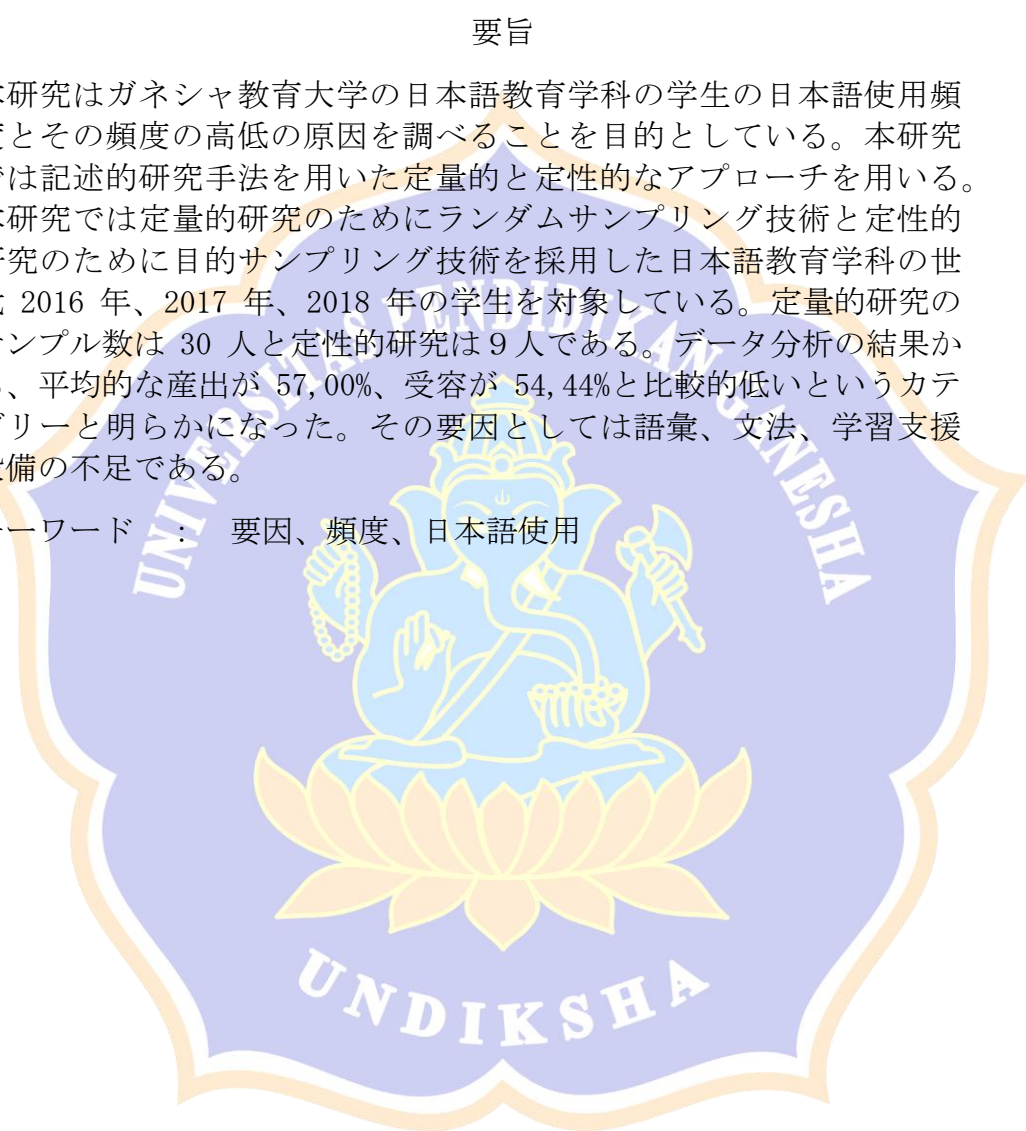 要旨
本研究はガネシャ教育大学の日本語教育学科の学生の日本語使用頻
度とその頻度の高低の原因を調べることを目的としている。本研究
では記述的研究手法を用いた定量的と定性的なアプローチを用いる。
本研究では定量的研究のためにランダムサンプリング技術と定性的
研究のために目的サンプリング技術を採用した日本語教育学科の世
代 2016 年、2017 年、2018 年の学生を対象している。定量的研究の
サンプル数は 30 人と定性的研究は９人である。データ分析の結果か
ら、平均的な産出が 57,00%、受容が 54,44%と比較的低いというカテ
ゴリーと明らかになった。その要因としては語彙、文法、学習支援
設備の不足である。
キーワード : 要因、頻度、日本語使用
UNIVERSITAS PENDIDIKAN GANESHA
UNDIKSHA